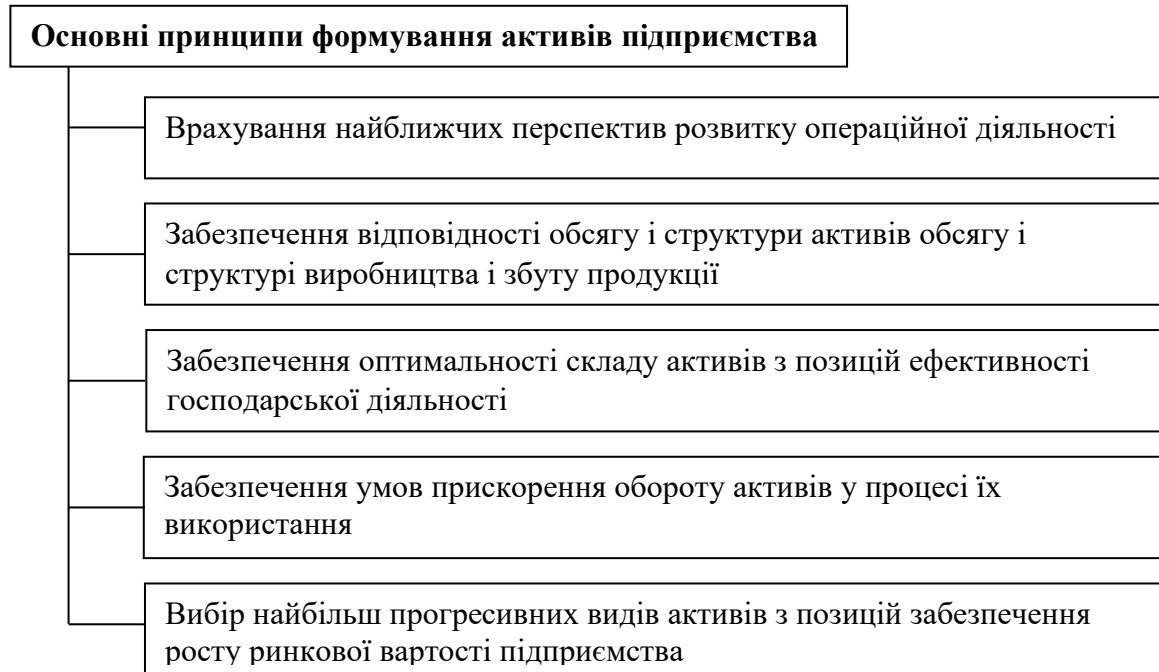 Основні принципи формування активів підприємства
Врахування найближчих перспектив розвитку операційної діяльності
Забезпечення відповідності обсягу і структури активів обсягу і
структурі виробництва і збуту продукції
Забезпечення оптимальності складу активів з позицій ефективності
господарської діяльності
Забезпечення умов прискорення обороту активів у процесі їх
використання
Вибір найбільш прогресивних видів активів з позицій забезпечення
росту ринкової вартості підприємства